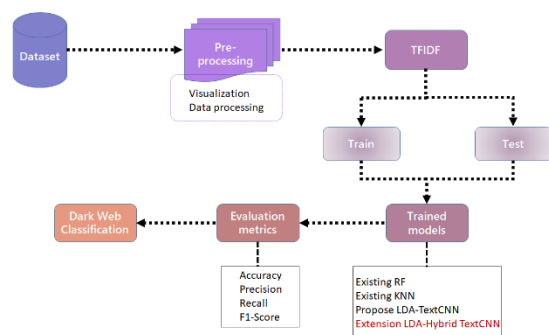 Dataset
Pre-
processing
Visualization
Data processing
TFIDF
Train
Test
Trained
models
Existing RF
Existing KNN
Propose LDA-TextCNN
Extension LDA-Hybrid TextCNN
Evaluation
metrics
Accuracy
Precision
Recall
F1-Score
Dark Web
Classification